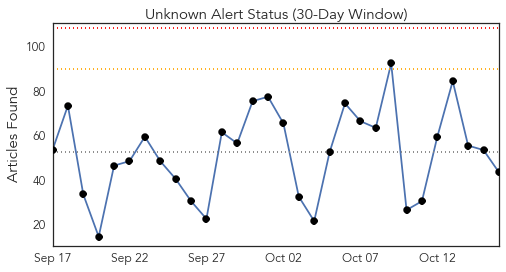 Unknown Alert Status (30-Day Window)
Articles Found
100
80
60
40
20
Sep 17 Sep 22 Sep 27 Oct 02 Oct 07 Oct 12